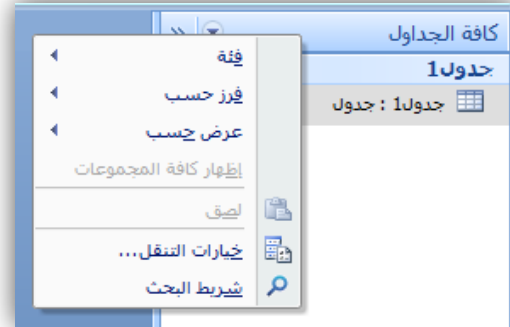 كافة الجداول
جدول1
جدول1 : جدول
فئة
فرز حسب
عرض حسب
إظهار كافة المجموعات
لصق
خيارات التنقل...
شريط البحث